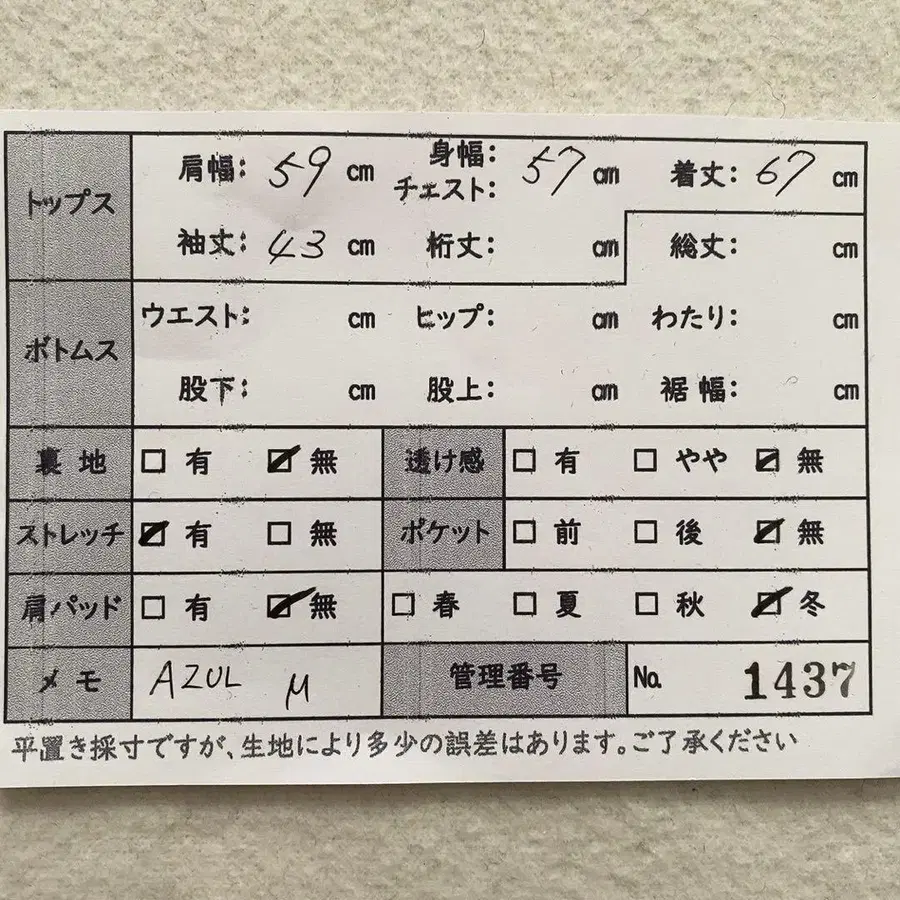 トップス 肩幅: 59 cm 身幅: チェスト: 57 cm 着丈: 67 cm
袖丈: 43 cm 裄丈: cm 総丈: cm
ボトムス ウエスト: cm ヒップ: cm わたり: cm
股下: cm 股上: cm 裾幅: cm
裏地 □ 有 ☑ 無 透け感 □ 有 □ やや ☑ 無
ストレッチ ☑ 有 □ 無 ポケット □ 前 □ 後 ☑ 無
肩パッド □ 有 ☑ 無 □ 春 □ 夏 □ 秋 ☑ 冬
メモ AZUL M 管理番号 No. 1437
平置き採寸ですが、生地により多少の誤差はあります。ご了承ください